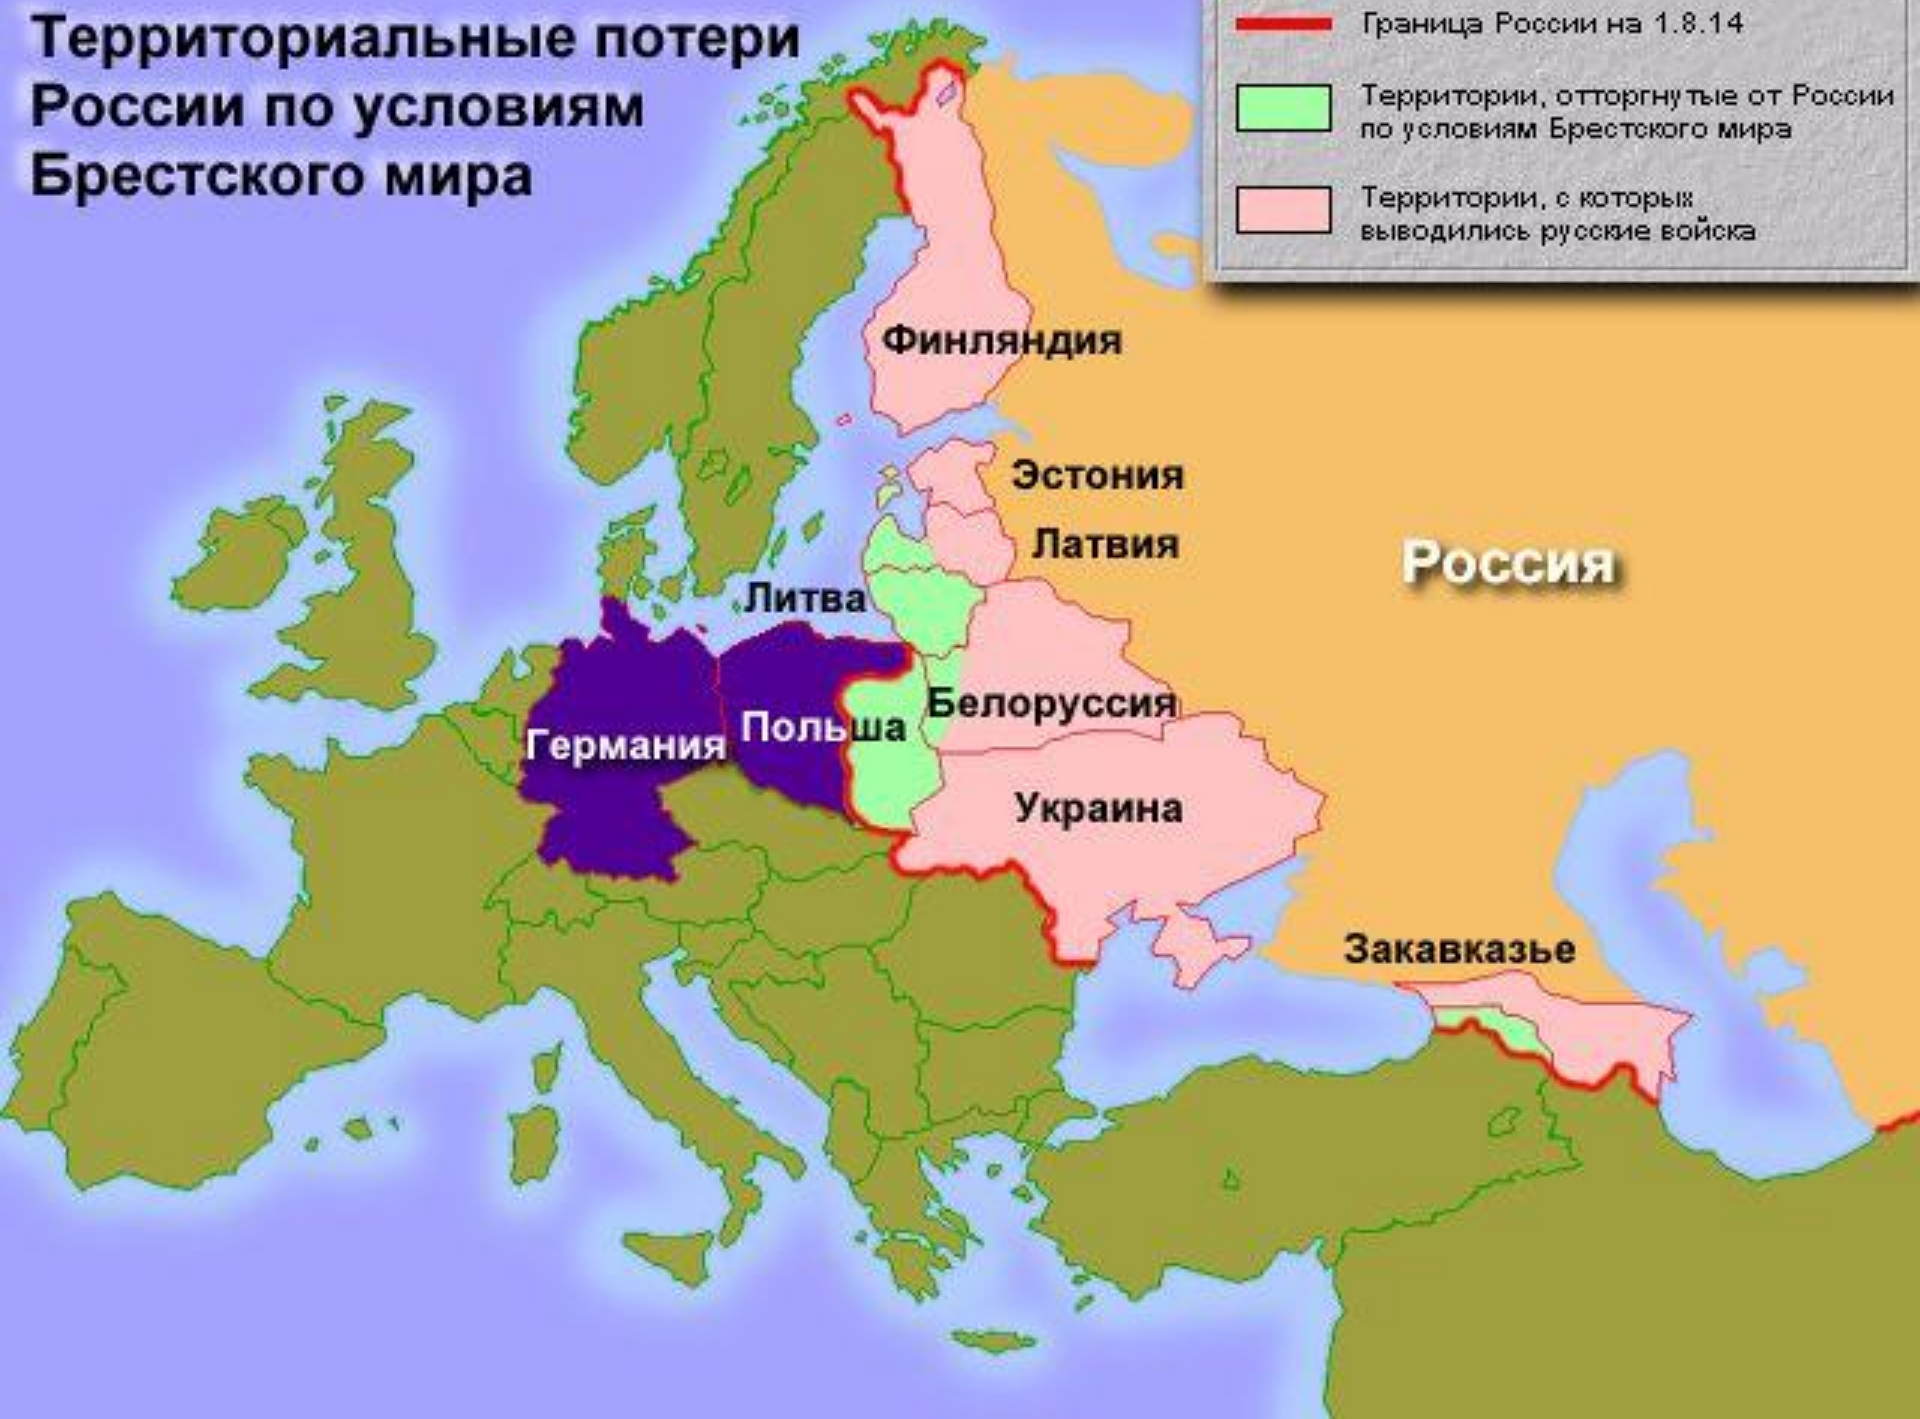 Территориальные потери
России по условиям
Брестского мира
Граница России на 1.8.14
Территории, отторгнутые от России
по условиям Брестского мира
Территории, с которых
выводились русские войска
Финляндия
Эстония
Латвия
Россия
Литва
Белоруссия
Польша
Германия
Украина
Закавказье